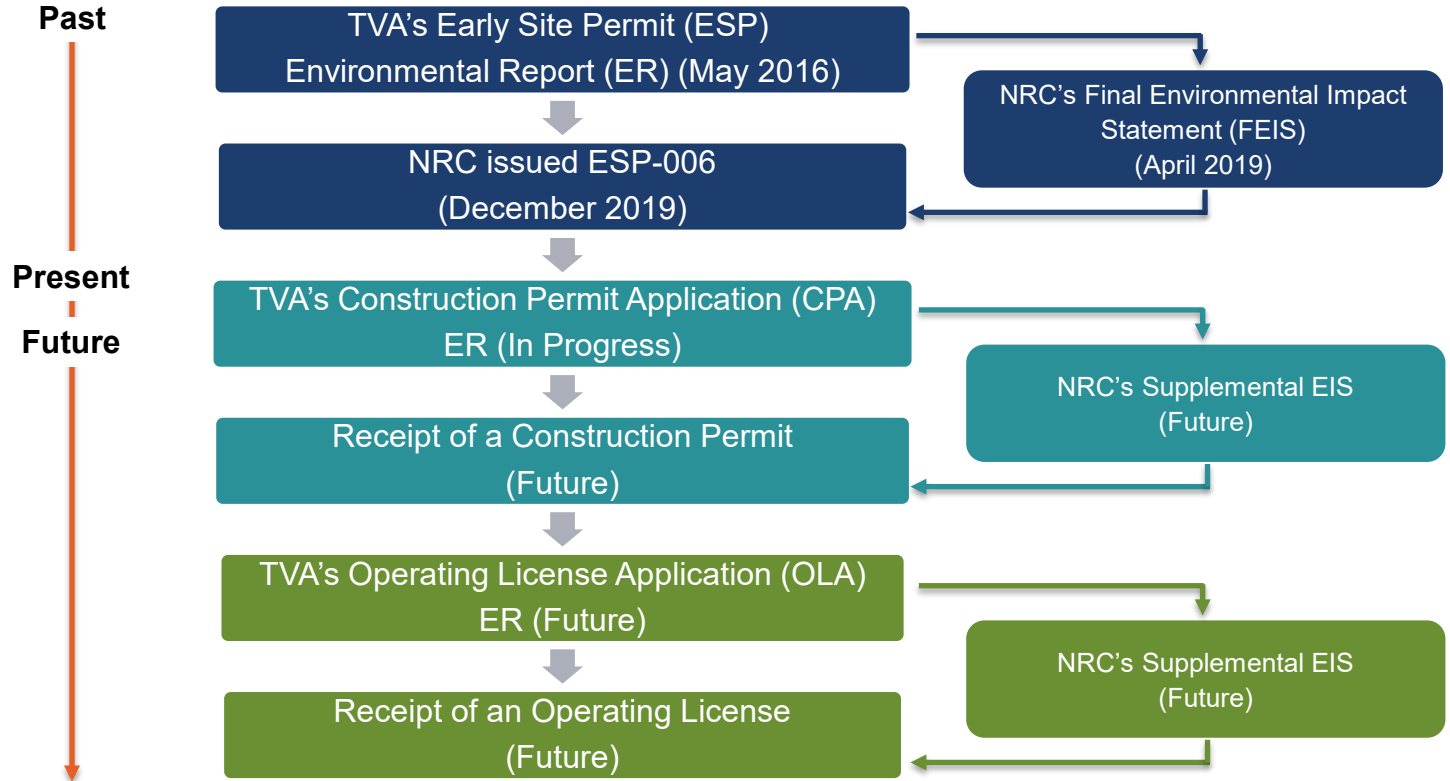 Past
TVA’s Early Site Permit (ESP)
Environmental Report (ER) (May 2016)
NRC’s Final Environmental Impact
Statement (FEIS)
(April 2019)
NRC issued ESP-006
(December 2019)
Present
TVA’s Construction Permit Application (CPA)
ER (In Progress)
Future
NRC’s Supplemental EIS
(Future)
Receipt of a Construction Permit
(Future)
TVA’s Operating License Application (OLA)
ER (Future)
NRC’s Supplemental EIS
(Future)
Receipt of an Operating License
(Future)